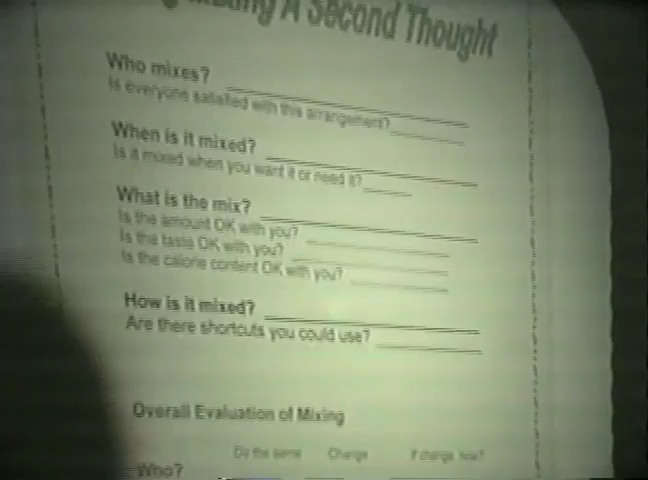 Mixing A Second Thought
Who mixes?
Is everyone satisfied with this arrangement?
When is it mixed?
Is it mixed when you want it or need it?
What is the mix?
Is the amount OK with you?
Is the taste OK with you?
Is the calorie content OK with you?
How is it mixed?
Are there shortcuts you could use?
Overall Evaluation of Mixing
Do the same Change If change, how?
Who?